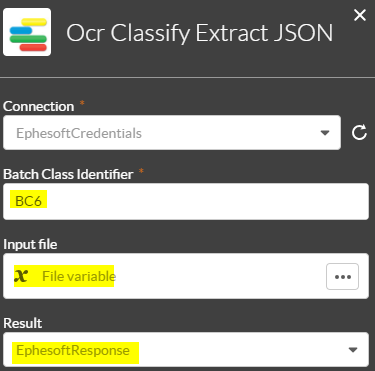 Ocr Classify Extract JSON
Connection *
EphesoftCredentials
Batch Class Identifier *
BC6
Input file
x File variable
Result
EphesoftResponse